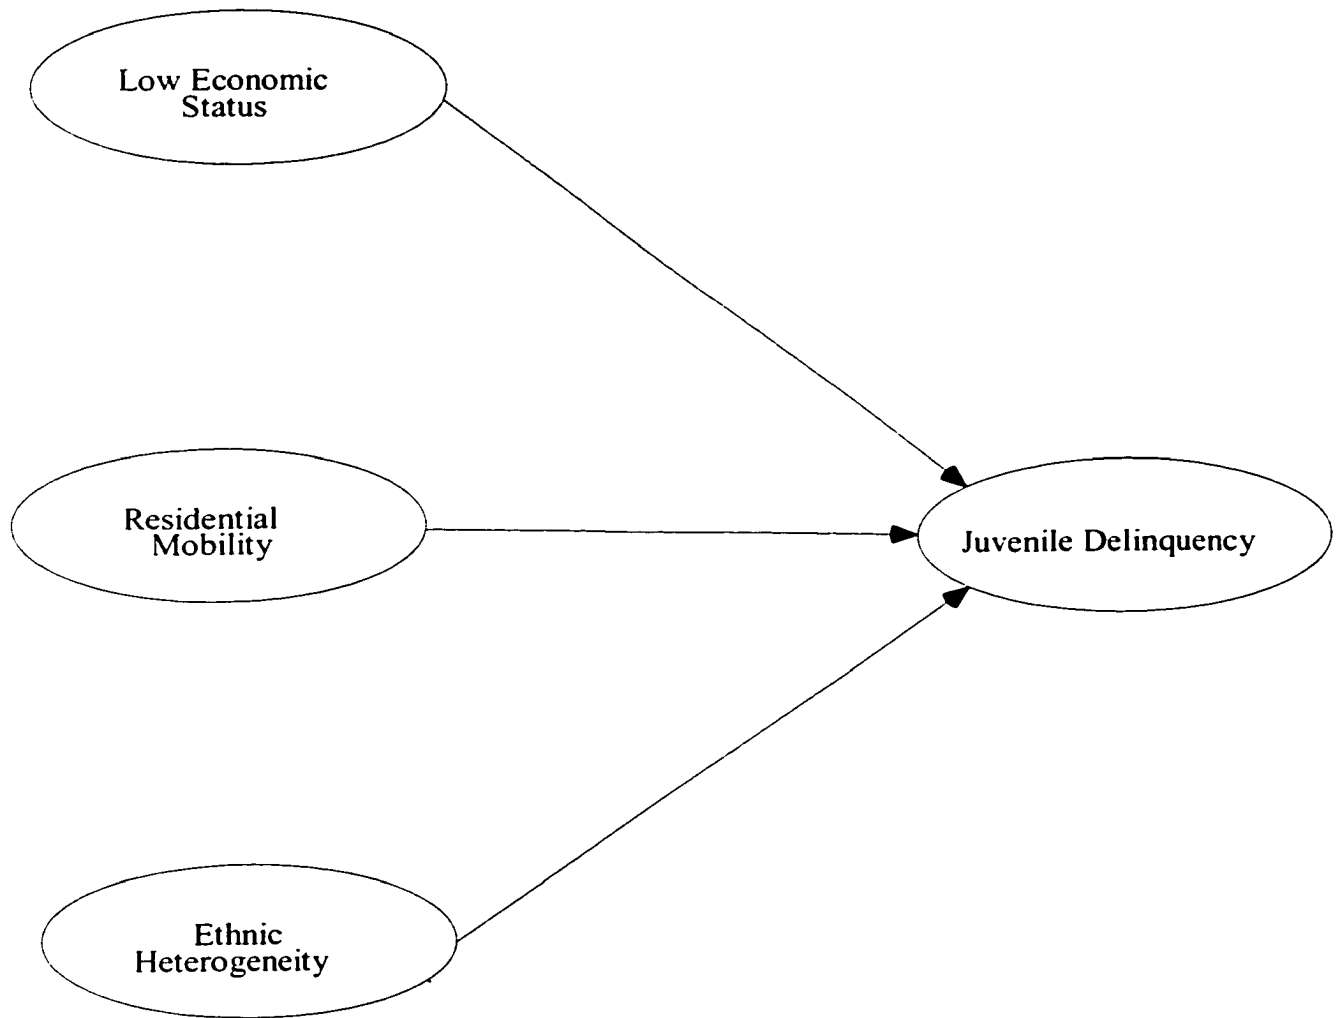 Low Economic
Status
Residential
Mobility
Juvenile Delinquency
Ethnic
Heterogeneity